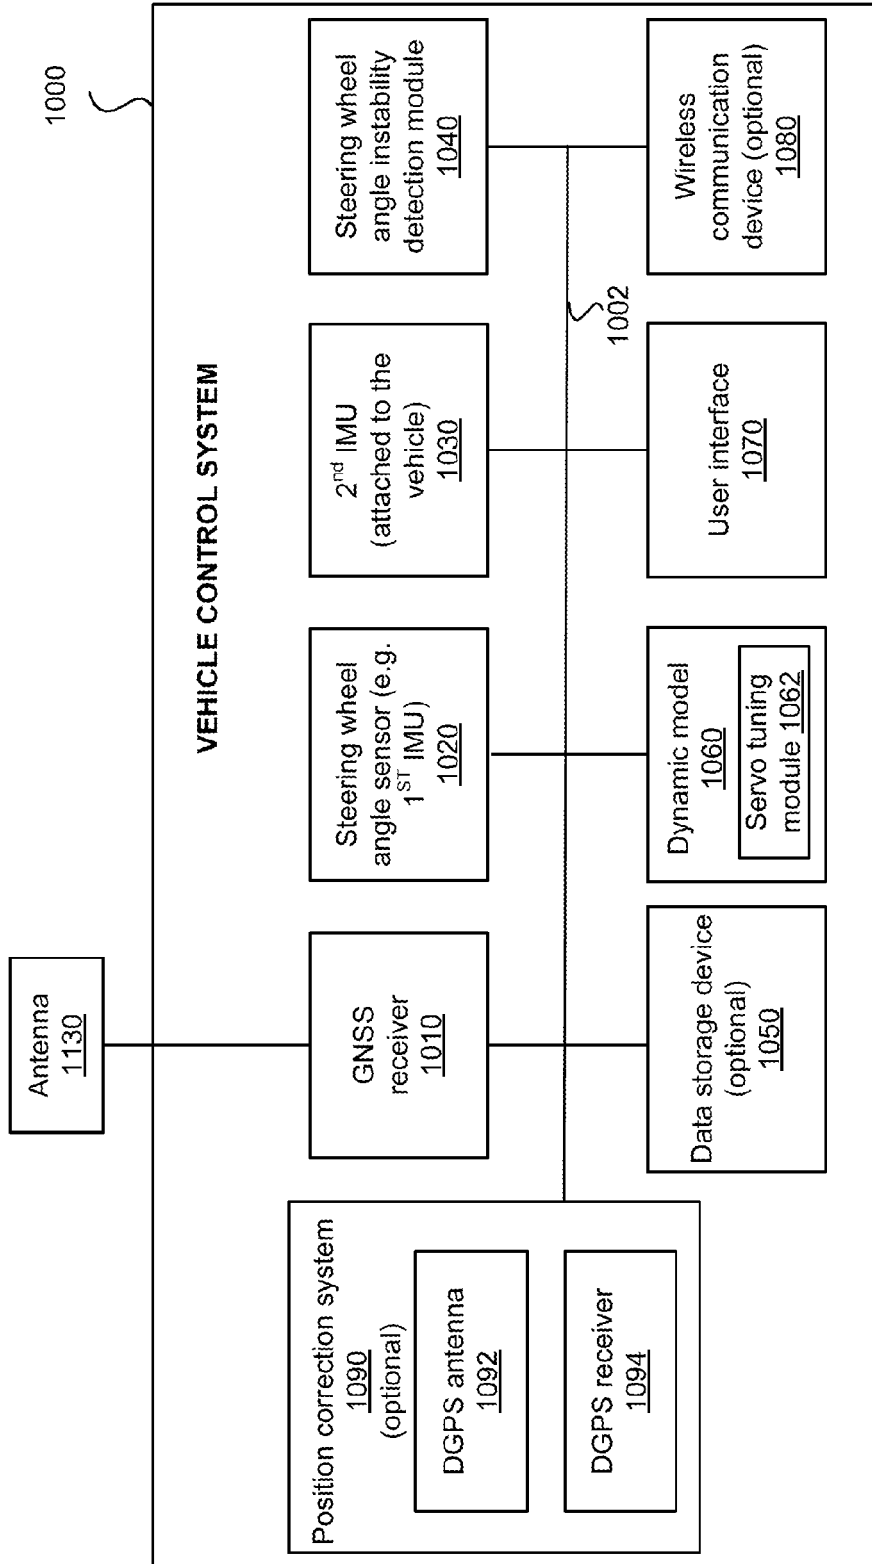 Antenna
1130
1000
VEHICLE CONTROL SYSTEM
Position correction system
1090
(optional)
DGPS antenna
1092
DGPS receiver
1094
GNSS
receiver
1010
Steering wheel
angle sensor (e.g.
1ST IMU)
1020
2nd IMU
(attached to the
vehicle)
1030
Steering wheel
angle instability
detection module
1040
1002
Data storage device
(optional)
1050
Dynamic model
1060
Servo tuning
module 1062
User interface
1070
Wireless
communication
device (optional)
1080